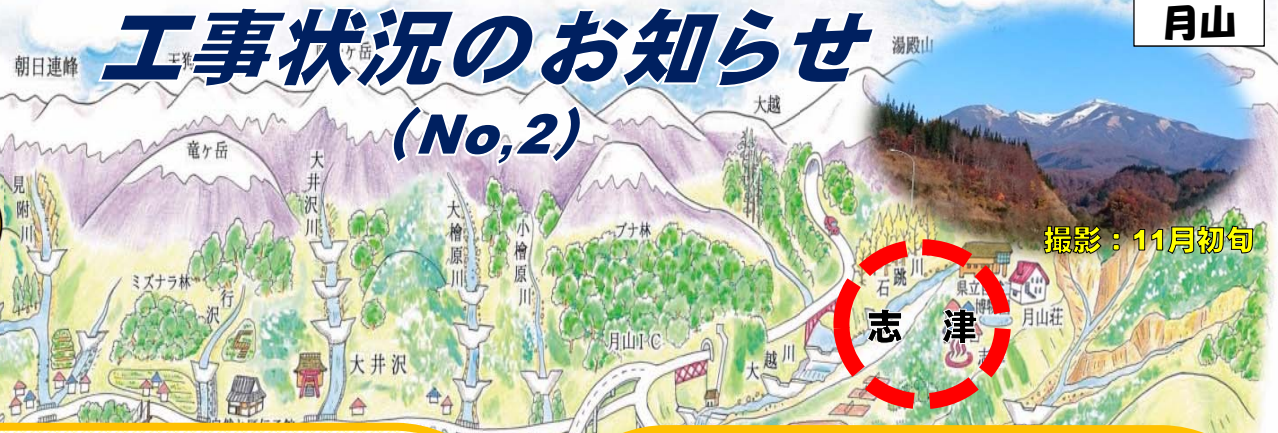 工事状況のお知らせ
(No,2)
月山
撮影：11月初旬
朝日連峰
湯殿山
大越
竜ヶ岳
大井沢川
見附川
大檜原川
小檜原川
ブナ林
ミズナラ林
行沢
石跳川
県立自
博物
月山荘
志津
月山IC
大越川
大井沢
志